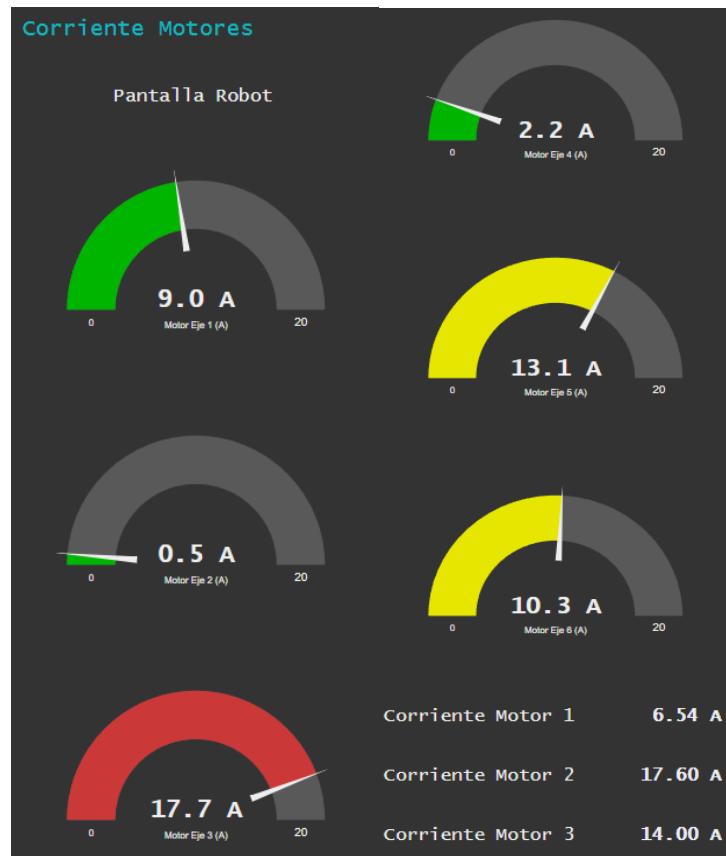 Corriente Motores
Pantalla Robot
9.0 A
0 Motor Eje 1 (A) 20
0.5 A
0 Motor Eje 2 (A) 20
17.7 A
0 Motor Eje 3 (A) 20
2.2 A
0 Motor Eje 4 (A) 20
13.1 A
0 Motor Eje 5 (A) 20
10.3 A
0 Motor Eje 6 (A) 20
Corriente Motor 1 6.54 A
Corriente Motor 2 17.60 A
Corriente Motor 3 14.00 A